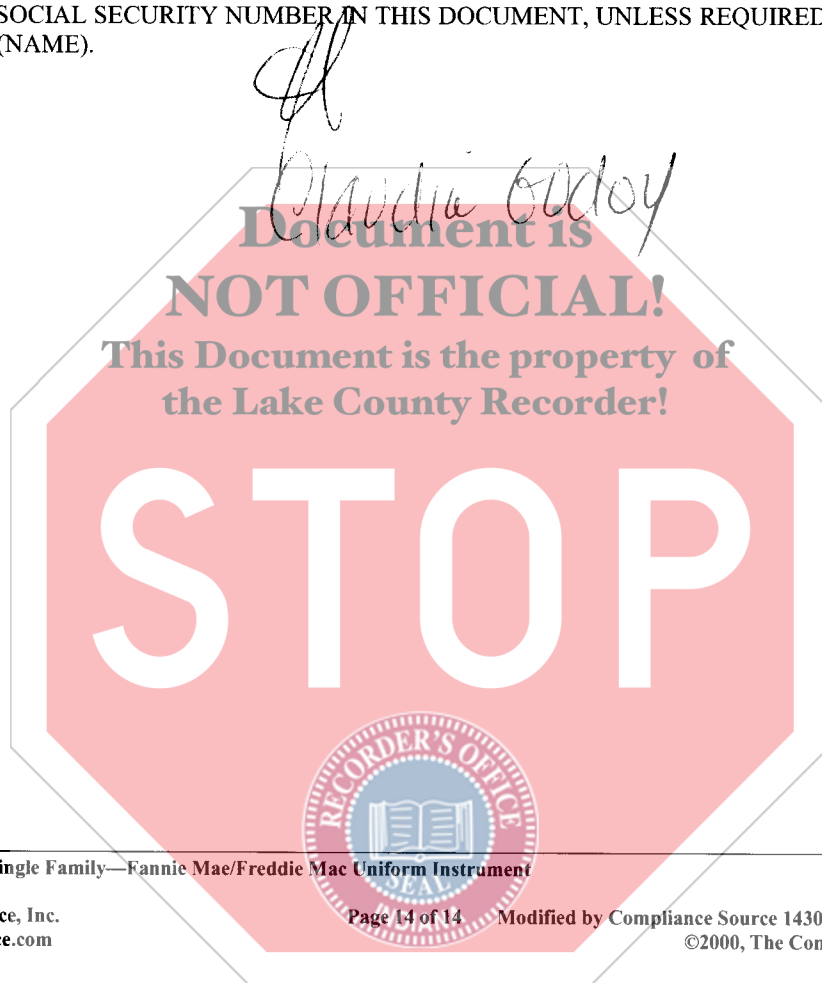 SOCIAL SECURITY NUMBER IN THIS DOCUMENT, UNLESS REQUIRED
(NAME).
Claudia Godoy
Document is
NOT OFFICIAL!
This Document is the property of
the Lake County Recorder!
STOP
RECORDER'S OFFICE
SEAL
INDIANA
ingle Family—Fannie Mae/Freddie Mac Uniform Instrument
ce, Inc.
Page 14 of 14
Modified by Compliance Source 1430
ce.com
©2000, The Con